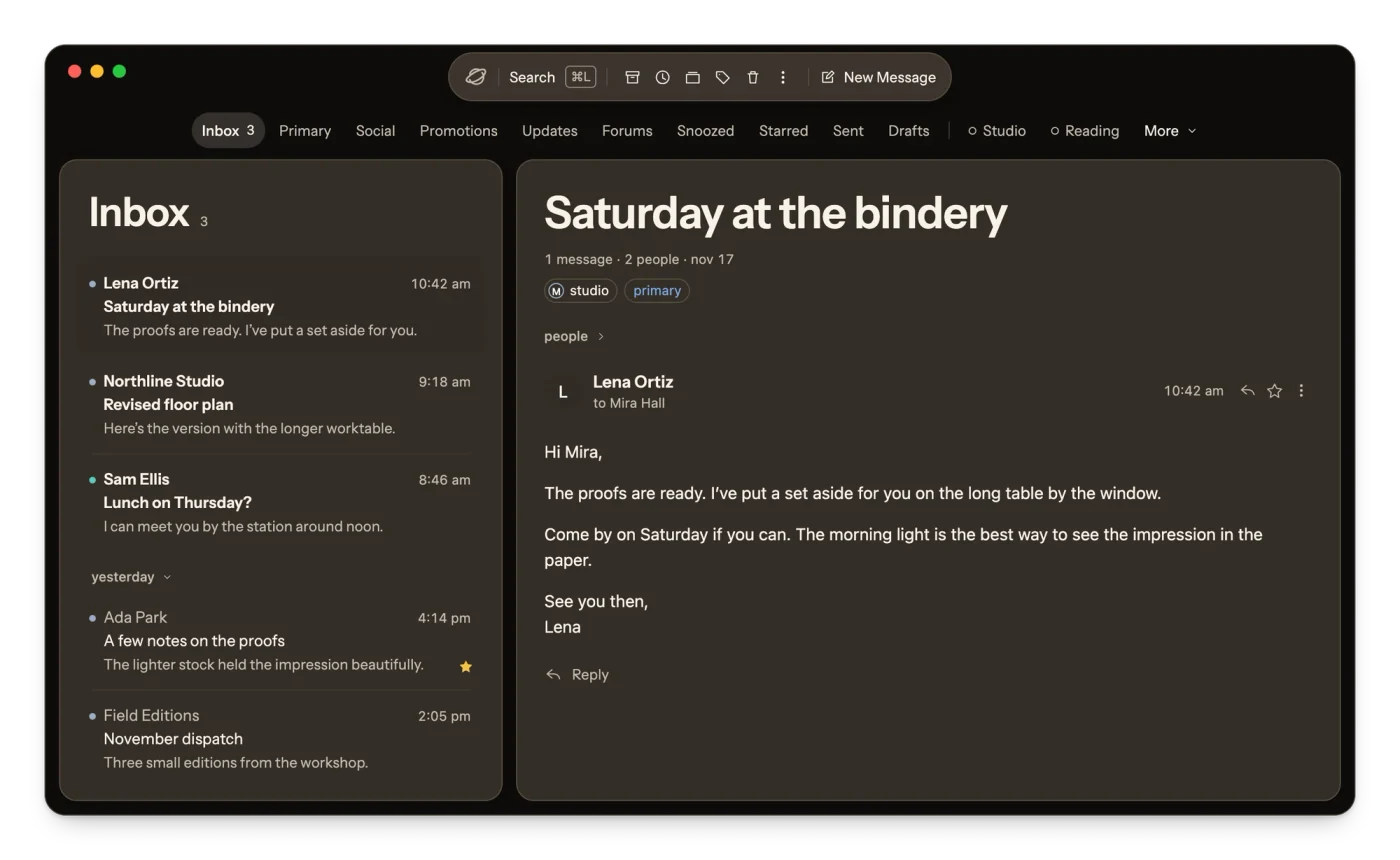 Search ⌘L New Message
Inbox 3 Primary Social Promotions Updates Forums Snoozed Starred Sent Drafts Studio Reading More
Inbox 3
Lena Ortiz 10:42 am
Saturday at the bindery
The proofs are ready. I’ve put a set aside for you.
Northline Studio 9:18 am
Revised floor plan
Here’s the version with the longer worktable.
Sam Ellis 8:46 am
Lunch on Thursday?
I can meet you by the station around noon.
yesterday
Ada Park 4:14 pm
A few notes on the proofs
The lighter stock held the impression beautifully.
Field Editions 2:05 pm
November dispatch
Three small editions from the workshop.
Saturday at the bindery
1 message · 2 people · nov 17
M studio primary
people
L
Lena Ortiz 10:42 am
to Mira Hall
Hi Mira,
The proofs are ready. I’ve put a set aside for you on the long table by the window.
Come by on Saturday if you can. The morning light is the best way to see the impression in the
paper.
See you then,
Lena
Reply